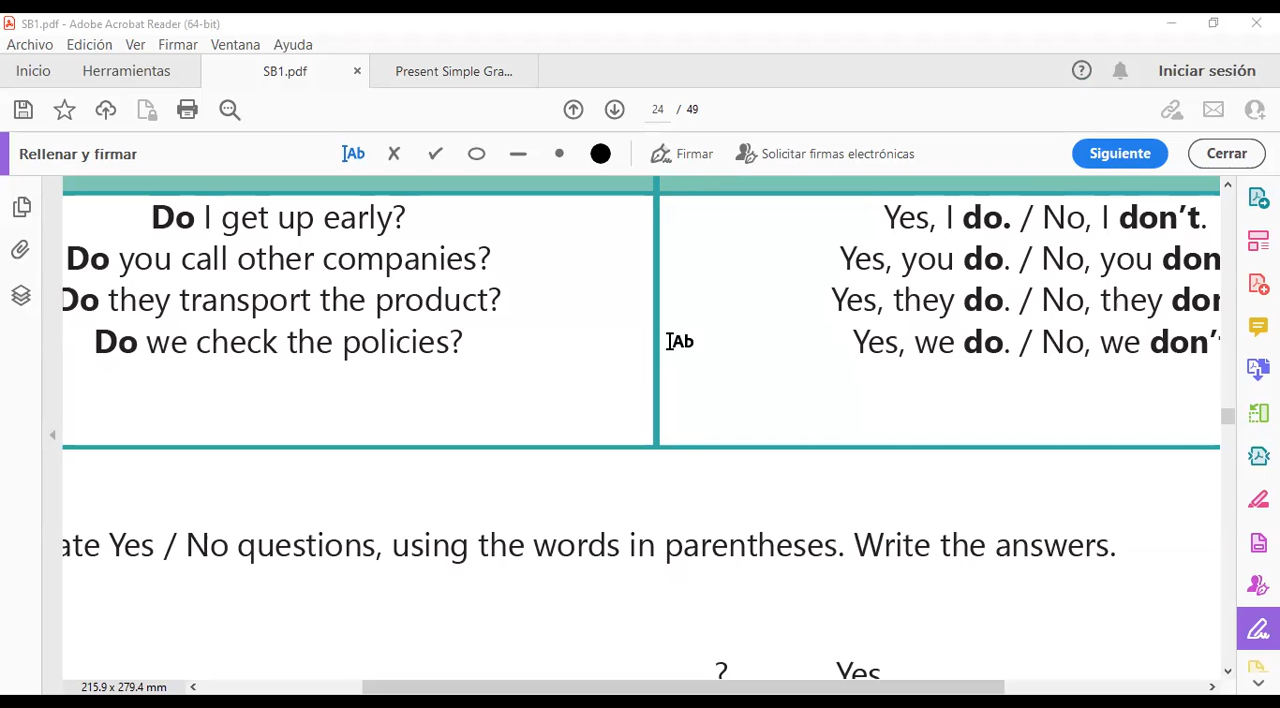 SB1.pdf - Adobe Acrobat Reader (64-bit)
Archivo Edición Ver Firmar Ventana Ayuda
Inicio Herramientas SB1.pdf × Present Simple Gra... ? Iniciar sesión
24 / 49
Rellenar y firmar Ab Firmar Solicitar firmas electrónicas Siguiente Cerrar
Do I get up early? Yes, I do. / No, I don't.
Do you call other companies? Yes, you do. / No, you don
Do they transport the product? Yes, they do. / No, they don
Do we check the policies? Ab Yes, we do. / No, we don't
ate Yes / No questions, using the words in parentheses. Write the answers.
? Yes
215.9 x 279.4 mm